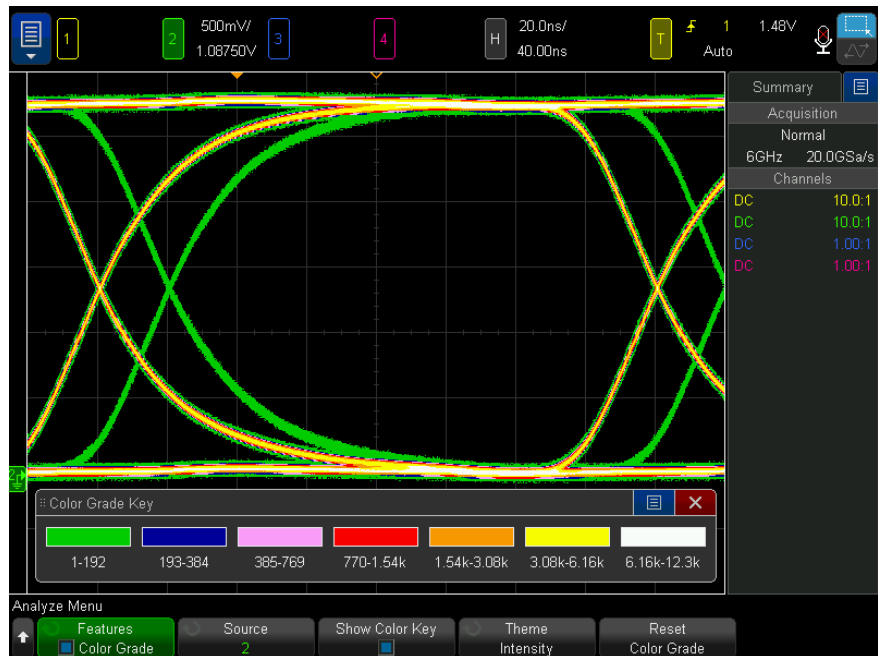 1 2 500mV/ 3 4 H 20.0ns/ T 1 1.48V
1.08750V 40.00ns Auto
Summary
Acquisition
Normal
6GHz 20.0GSa/s
Channels
DC 10.0:1
DC 10.0:1
DC 1.00:1
DC 1.00:1
2
Color Grade Key
1-192 193-384 385-769 770-1.54k 1.54k-3.08k 3.08k-6.16k 6.16k-12.3k
Analyze Menu
Features Source Show Color Key Theme Reset
Color Grade 2 Intensity Color Grade